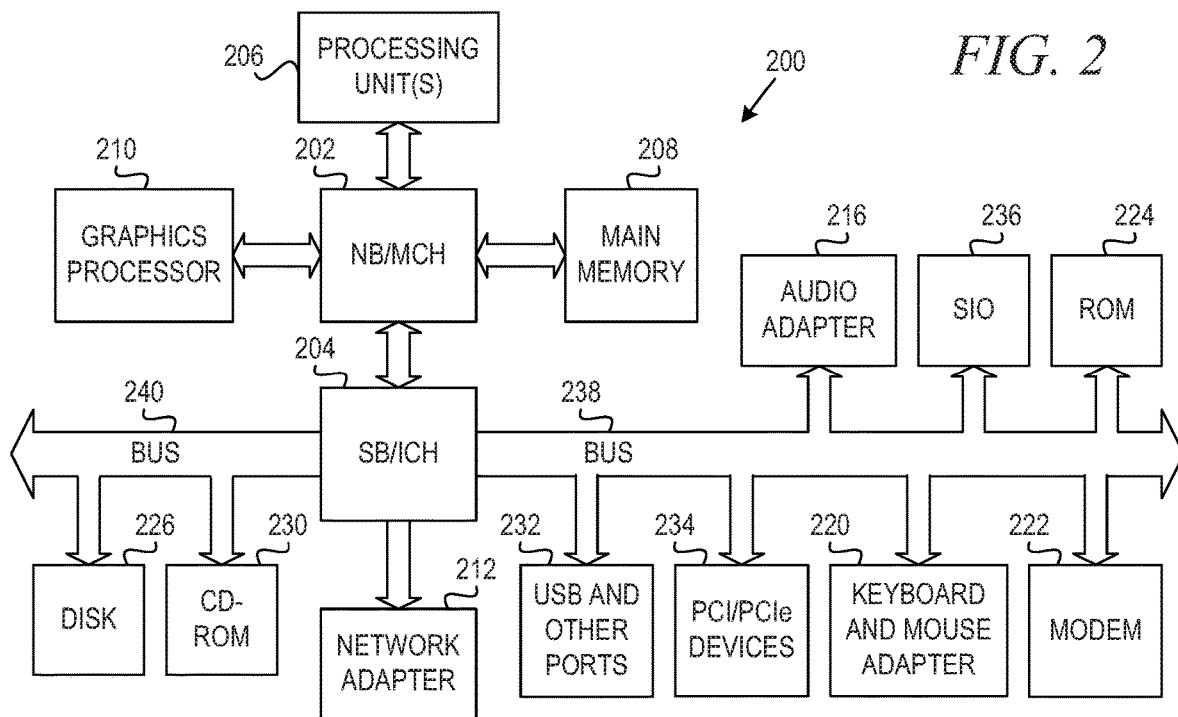 FIG. 2
200
206
PROCESSING
UNIT(S)
210
GRAPHICS
PROCESSOR
202
NB/MCH
208
MAIN
MEMORY
216
AUDIO
ADAPTER
236
SIO
224
ROM
204
SB/ICH
240
BUS
238
BUS
226
DISK
230
CD-
ROM
212
NETWORK
ADAPTER
232
USB AND
OTHER
PORTS
234
PCI/PCIe
DEVICES
220
KEYBOARD
AND MOUSE
ADAPTER
222
MODEM